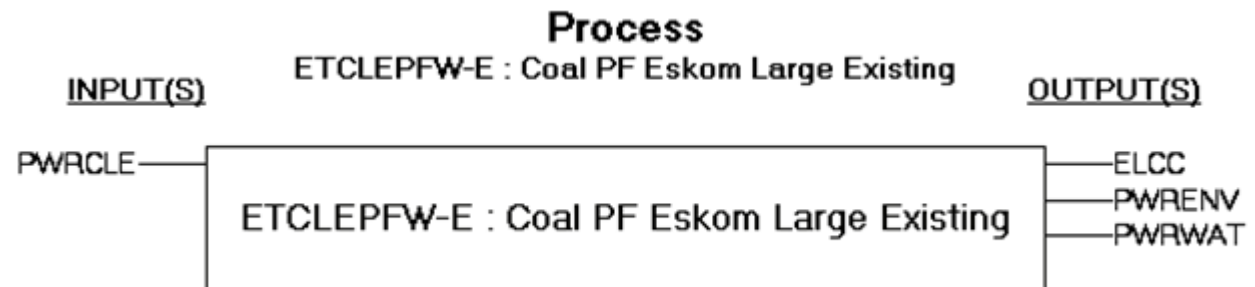 Process
ETCLEPFW-E : Coal PF Eskom Large Existing
INPUT(S)
OUTPUT(S)
PWRCLE
ETCLEPFW-E : Coal PF Eskom Large Existing
ELCC
PWRENV
PWRWAT